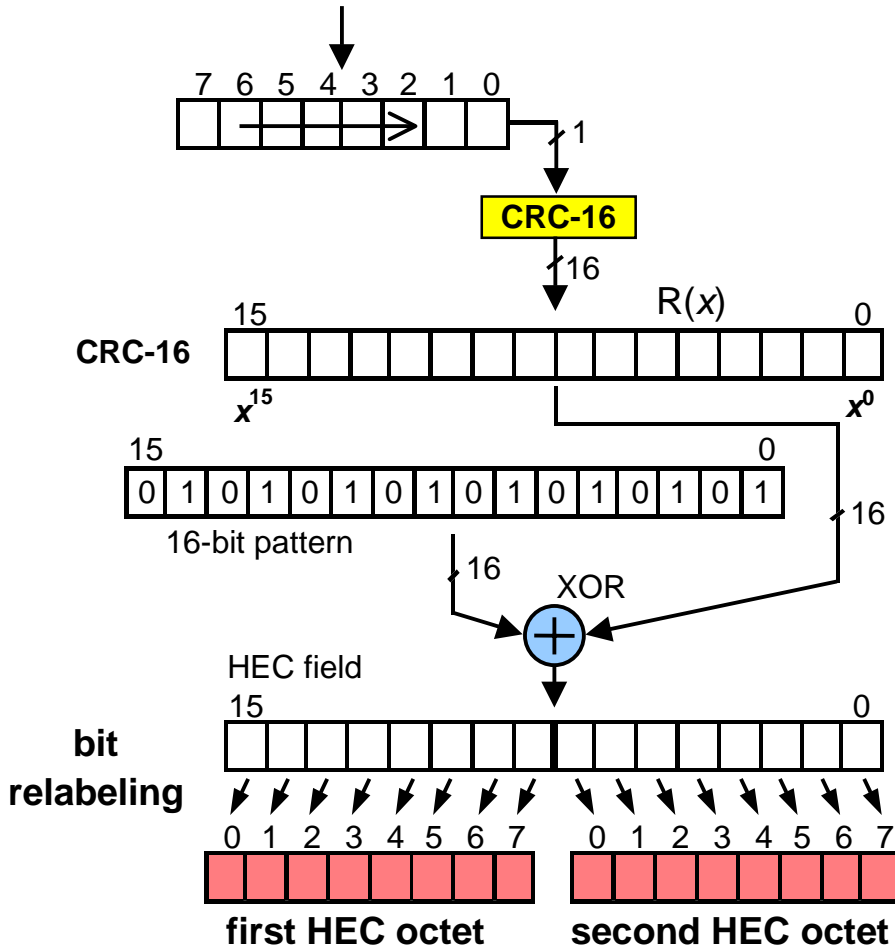 7 6 5 4 3 2 1 0
1
CRC-16
16
R(x)
15 0
CRC-16
x15 x0
15 0
0 1 0 1 0 1 0 1 0 1 0 1 0 1 0 1
16-bit pattern
16
16
XOR
HEC field
15 0
bit
relabeling
0 1 2 3 4 5 6 7 0 1 2 3 4 5 6 7
first HEC octet second HEC octet